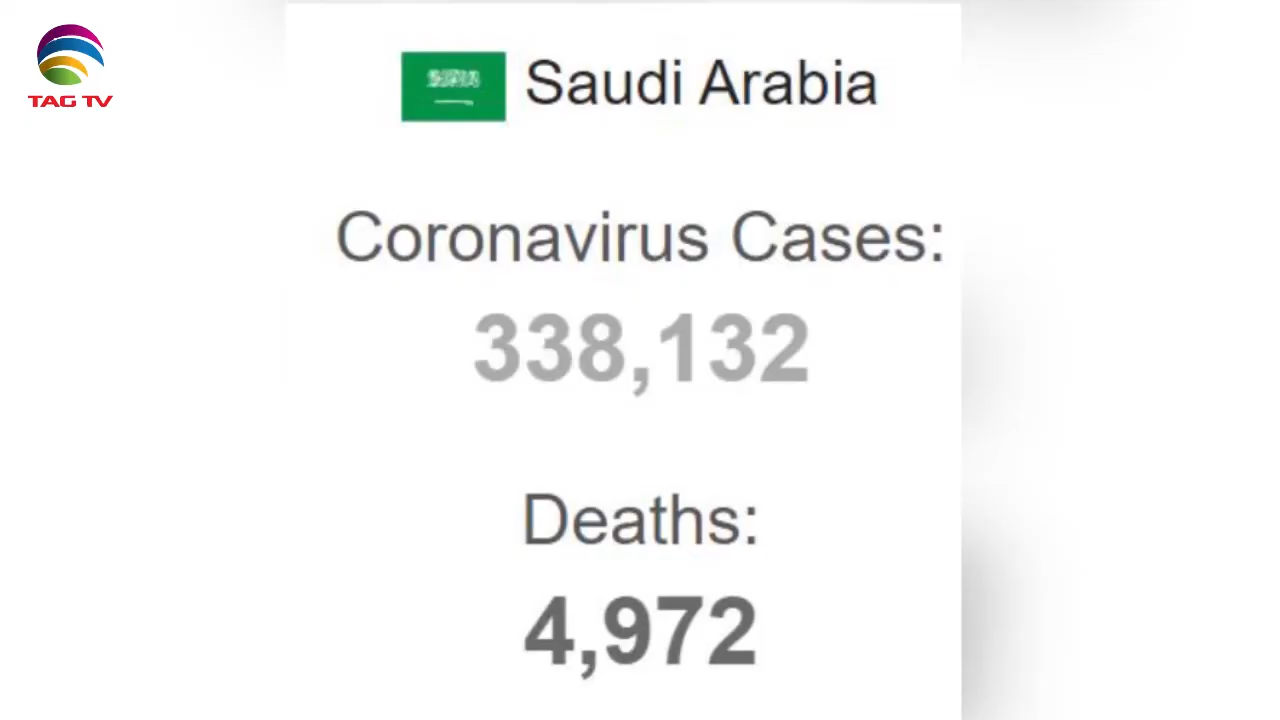 TAG TV
Saudi Arabia
Coronavirus Cases:
338,132
Deaths:
4,972